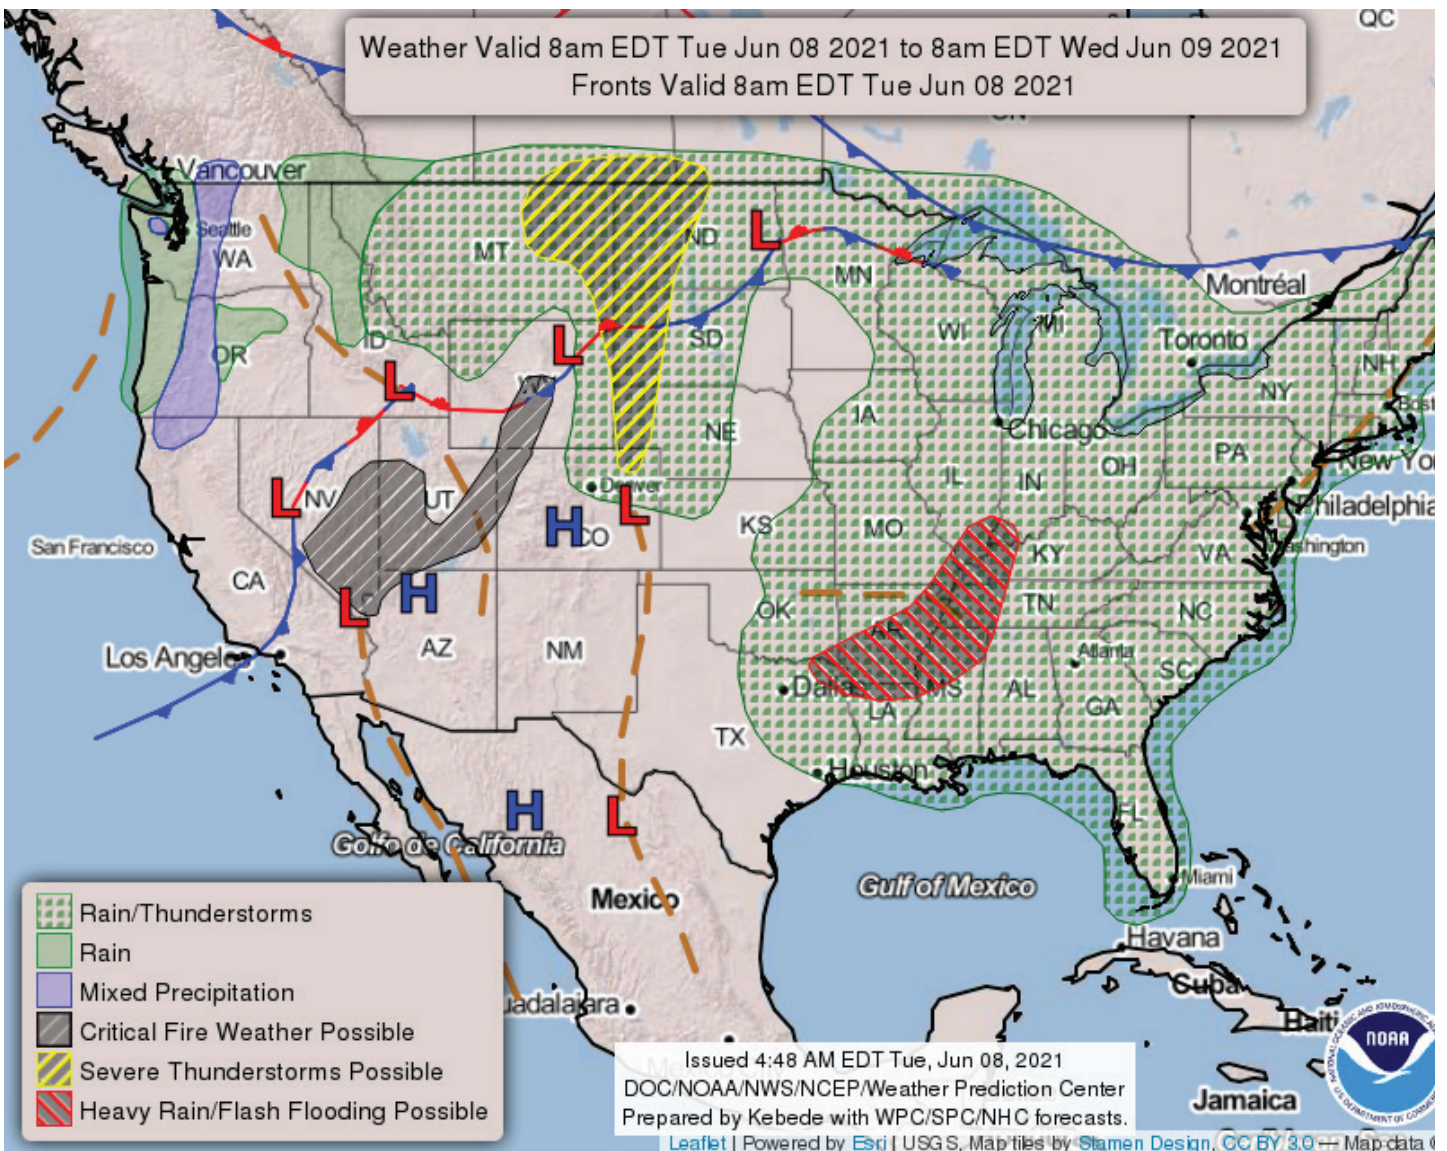 Weather Valid 8am EDT Tue Jun 08 2021 to 8am EDT Wed Jun 09 2021
Fronts Valid 8am EDT Tue Jun 08 2021
QC
Vancouver
Seattle
WA
MT
ND
MN
Montréal
OR
ID
SD
WI
MI
Toronto
NH
NY
IA
NE
Chicago
PA
New Yo
OH
IL
IN
Denver
NV
UT
Philadelphia
KS
MO
H
CO
San Francisco
KY
VA
ashington
CA
H
OK
TN
NC
AR
AZ
NM
Los Angeles
Atlanta
SC
Dallas
MS
AL
LA
GA
TX
Houston
H
FL
Golfo de California
Gulf of Mexico
Miami
Mexico
Havana
Cuba
uadalajara
Haiti
Jamaica
L
L
L
L
L
L
L
Rain/Thunderstorms
Rain
Mixed Precipitation
Critical Fire Weather Possible
Severe Thunderstorms Possible
Heavy Rain/Flash Flooding Possible
Issued 4:48 AM EDT Tue, Jun 08, 2021
DOC/NOAA/NWS/NCEP/Weather Prediction Center
Prepared by Kebede with WPC/SPC/NHC forecasts.
NOAA
Leaflet | Powered by Esri | USGS, Map tiles by Stamen Design, CC BY 3.0 — Map data ©